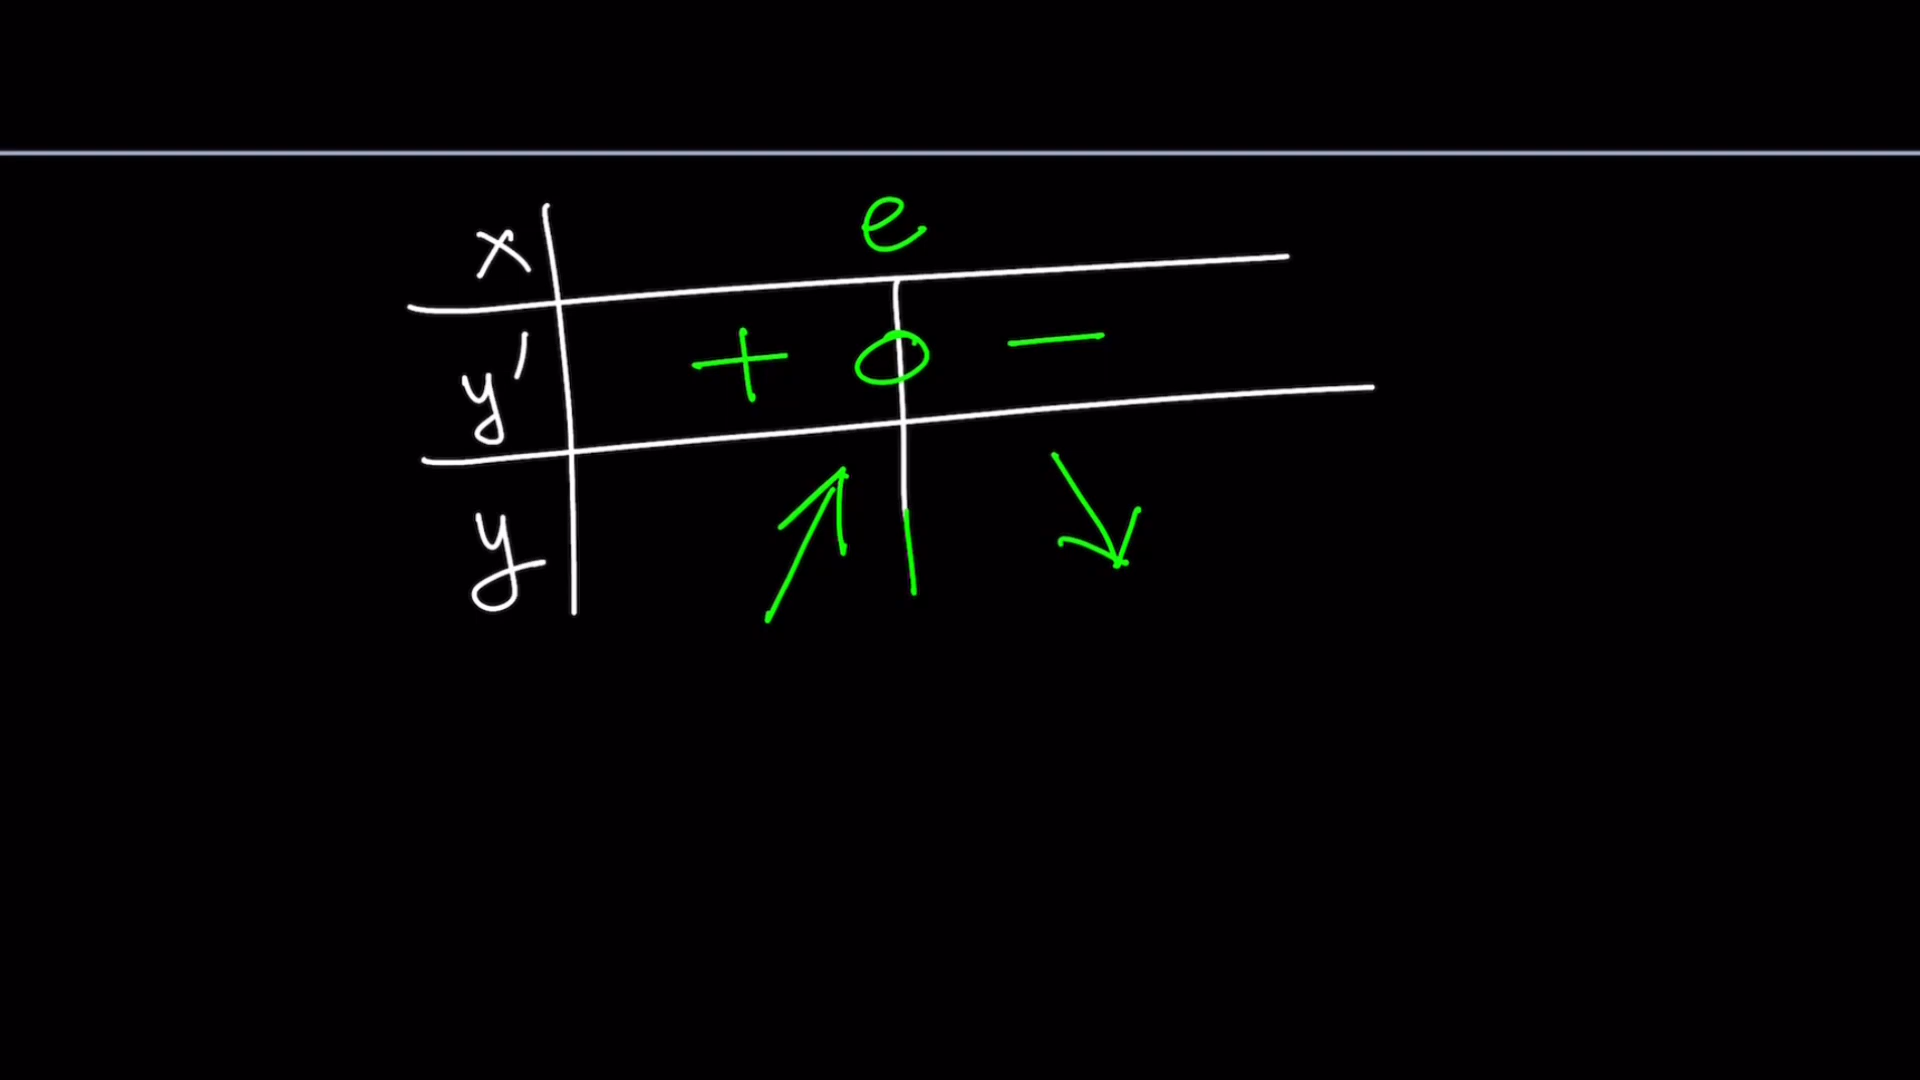 x e
y' + 0 -
y ↗ ↘